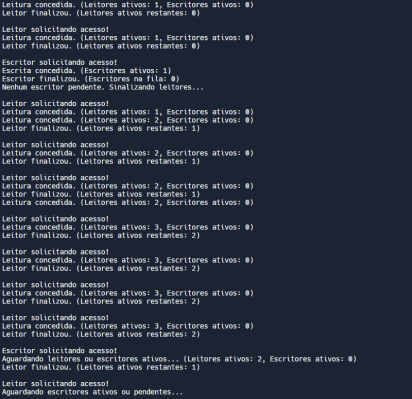 Leitura concedida. (Leitores ativos: 1, Escritores ativos: 0)
Leitor finalizou. (Leitores ativos restantes: 0)
Leitor solicitando acesso!
Leitura concedida. (Leitores ativos: 1, Escritores ativos: 0)
Leitor finalizou. (Leitores ativos restantes: 0)
Escritor solicitando acesso!
Escrita concedida. (Escritores ativos: 1)
Escritor finalizou. (Escritores na fila: 0)
Nenhum escritor pendente. Sinalizando leitores...
Leitor solicitando acesso!
Leitura concedida. (Leitores ativos: 1, Escritores ativos: 0)
Leitura concedida. (Leitores ativos: 2, Escritores ativos: 0)
Leitor finalizou. (Leitores ativos restantes: 1)
Leitor solicitando acesso!
Leitura concedida. (Leitores ativos: 2, Escritores ativos: 0)
Leitor finalizou. (Leitores ativos restantes: 1)
Leitor solicitando acesso!
Leitura concedida. (Leitores ativos: 2, Escritores ativos: 0)
Leitor finalizou. (Leitores ativos restantes: 1)
Leitura concedida. (Leitores ativos: 2, Escritores ativos: 0)
Leitor solicitando acesso!
Leitura concedida. (Leitores ativos: 3, Escritores ativos: 0)
Leitor finalizou. (Leitores ativos restantes: 2)
Leitor solicitando acesso!
Leitura concedida. (Leitores ativos: 3, Escritores ativos: 0)
Leitor finalizou. (Leitores ativos restantes: 2)
Leitor solicitando acesso!
Leitura concedida. (Leitores ativos: 3, Escritores ativos: 0)
Leitor finalizou. (Leitores ativos restantes: 2)
Leitor solicitando acesso!
Leitura concedida. (Leitores ativos: 3, Escritores ativos: 0)
Leitor finalizou. (Leitores ativos restantes: 2)
Escritor solicitando acesso!
Aguardando leitores ou escritores ativos... (Leitores ativos: 2, Escritores ativos: 0)
Leitor finalizou. (Leitores ativos restantes: 1)
Leitor solicitando acesso!
Aguardando escritores ativos ou pendentes...